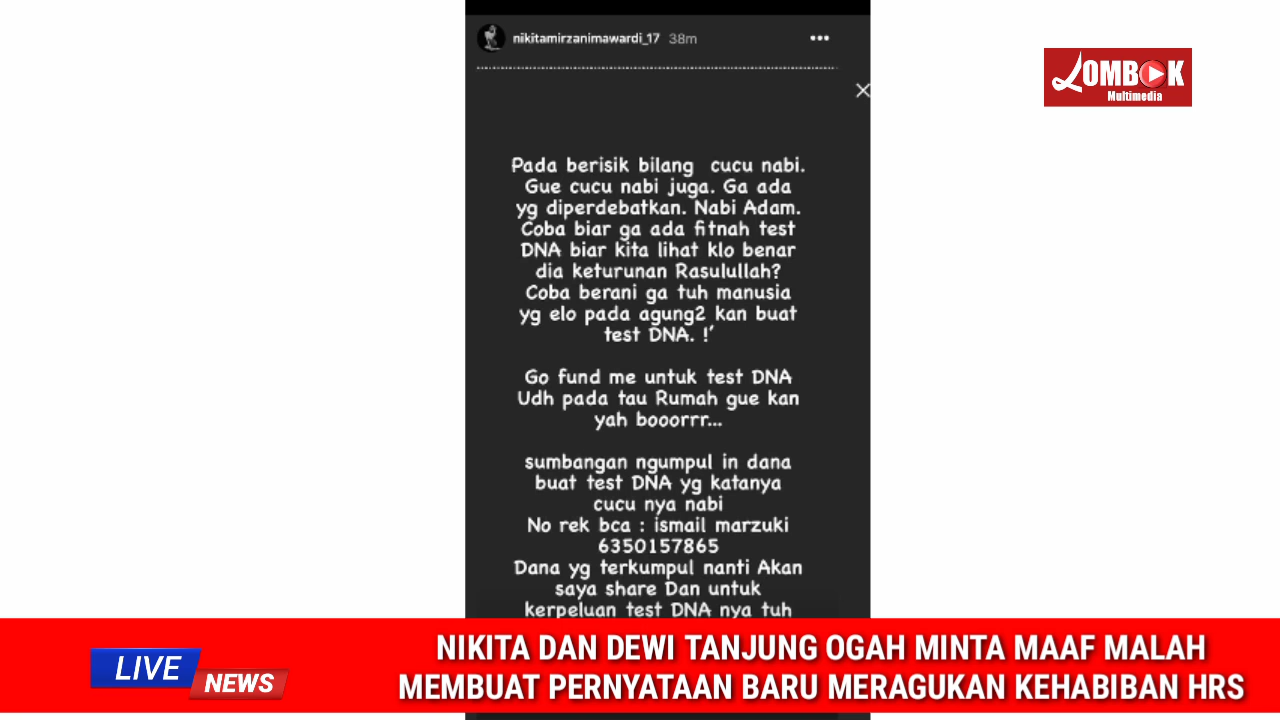 nikitamirzanimawardi_17 38m
LOMBOK
Multimedia
Pada berisik bilang cucu nabi.
Gue cucu nabi juga. Ga ada
yg diperdebatkan. Nabi Adam.
Coba biar ga ada fitnah test
DNA biar kita lihat klo benar
dia keturunan Rasulullah?
Coba berani ga tuh manusia
yg elo pada agung2 kan buat
test DNA. !'
Go fund me untuk test DNA
Udh pada tau Rumah gue kan
yah booorrr...
sumbangan ngumpul in dana
buat test DNA yg katanya
cucu nya nabi
No rek bca : ismail marzuki
6350157865
Dana yg terkumpul nanti Akan
saya share Dan untuk
kerpeluan test DNA nya tuh
LIVE
NEWS
NIKITA DAN DEWI TANJUNG OGAH MINTA MAAF MALAH
MEMBUAT PERNYATAAN BARU MERAGUKAN KEHABIBAN HRS